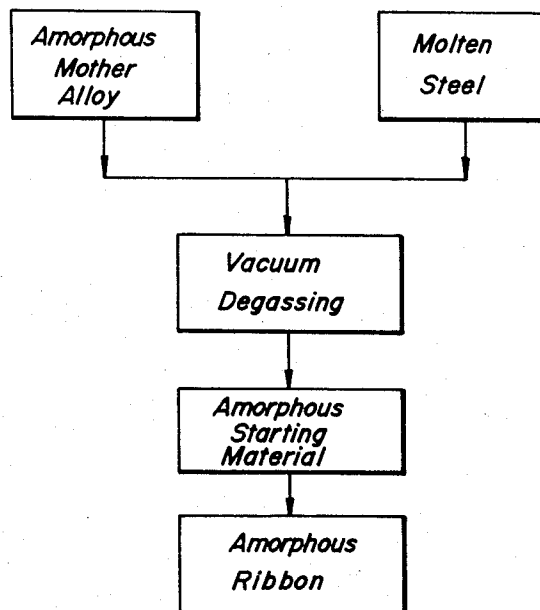 Amorphous
Mother
Alloy
Molten
Steel
Vacuum
Degassing
Amorphous
Starting
Material
Amorphous
Ribbon